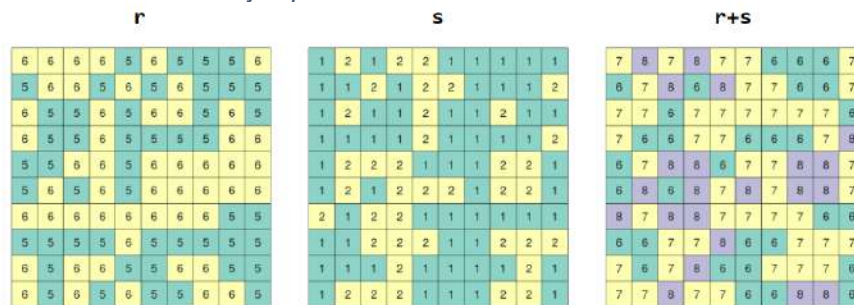 r s r+s
6 6 6 6 5 6 5 5 5 6 1 2 1 2 2 1 1 1 1 1 7 8 7 8 7 7 6 6 6 7
5 6 6 5 6 5 6 5 5 5 1 1 2 1 2 2 1 1 1 2 6 7 8 6 8 7 7 6 6 7
6 5 5 6 5 6 6 5 6 5 1 2 1 1 2 1 1 2 1 1 7 7 6 7 7 7 7 7 7 6
6 5 5 6 5 5 5 5 6 6 1 1 1 1 2 1 1 1 1 2 7 6 6 7 7 6 6 6 7 8
5 5 6 6 5 6 6 6 6 6 1 2 2 2 1 1 1 2 2 1 6 7 8 8 6 7 7 8 8 7
5 6 5 6 5 6 6 6 6 6 1 2 1 2 2 2 1 2 2 1 6 8 6 8 7 8 7 8 8 7
6 6 6 6 6 6 6 6 5 5 2 1 2 2 1 1 1 1 1 1 8 7 8 8 7 7 7 7 6 6
5 5 5 5 6 5 5 5 5 5 1 1 2 2 2 1 1 2 2 2 6 6 7 7 8 6 6 7 7 7
6 5 6 6 5 5 6 6 5 5 1 1 1 2 1 1 1 1 2 1 7 6 7 8 6 6 7 7 7 6
6 5 6 5 6 5 5 6 6 5 1 2 2 2 1 1 1 2 2 1 7 7 8 7 7 6 6 8 8 6